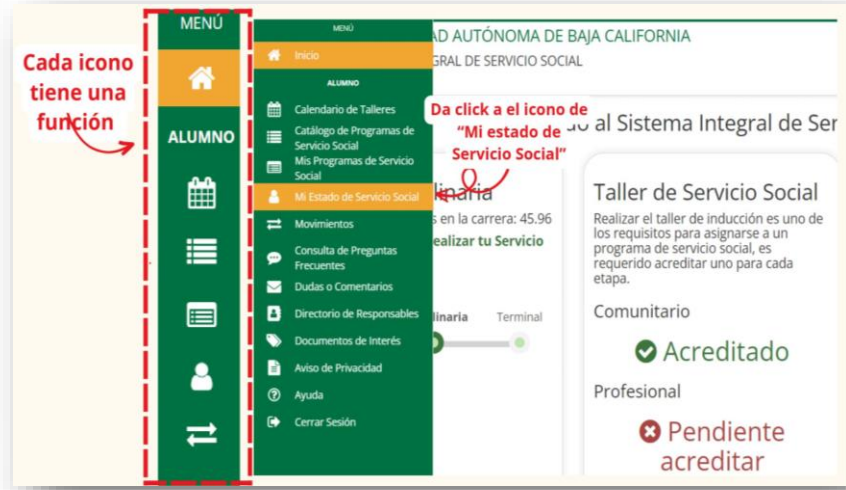 Cada icono
tiene una
función
MENÚ
ALUMNO
MENÚ
Inicio
ALUMNO
Calendario de Talleres
Catálogo de Programas de
Servicio Social
Mis Programas de Servicio
Social
Mi Estado de Servicio Social
Movimientos
Consulta de Preguntas
Frecuentes
Dudas o Comentarios
Directorio de Responsables
Documentos de Interés
Aviso de Privacidad
Ayuda
Cerrar Sesión
AD AUTÓNOMA DE BAJA CALIFORNIA
GRAL DE SERVICIO SOCIAL
Da click a el icono de
"Mi estado de
Servicio Social"
do al Sistema Integral de Ser
linaria
s en la carrera: 45.96
ealizar tu Servicio
linaria
Terminal
Taller de Servicio Social
Realizar el taller de inducción es uno de
los requisitos para asignarse a un
programa de servicio social, es
requerido acreditar uno para cada
etapa.
Comunitario
Acreditado
Profesional
Pendiente
acreditar